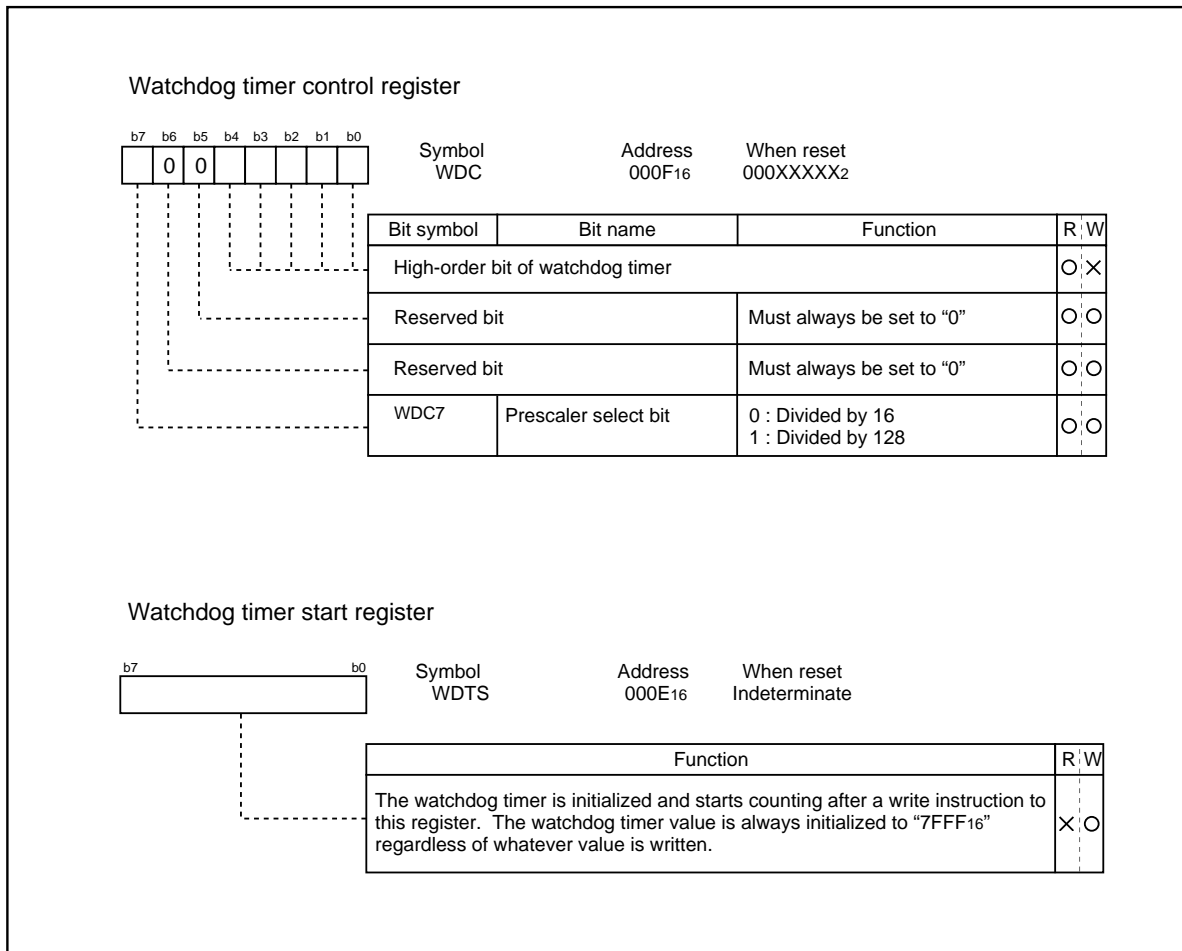 Watchdog timer control register
b7 b6 b5 b4 b3 b2 b1 b0
0 0
Symbol Address When reset
WDC 000F16 000XXXXX2
Bit symbol Bit name Function R W
High-order bit of watchdog timer
Reserved bit Must always be set to “0”
Reserved bit Must always be set to “0”
WDC7 Prescaler select bit 0 : Divided by 16
1 : Divided by 128
Watchdog timer start register
b7 b0
Symbol Address When reset
WDTS 000E16 Indeterminate
Function R W
The watchdog timer is initialized and starts counting after a write instruction to
this register. The watchdog timer value is always initialized to “7FFF16”
regardless of whatever value is written.